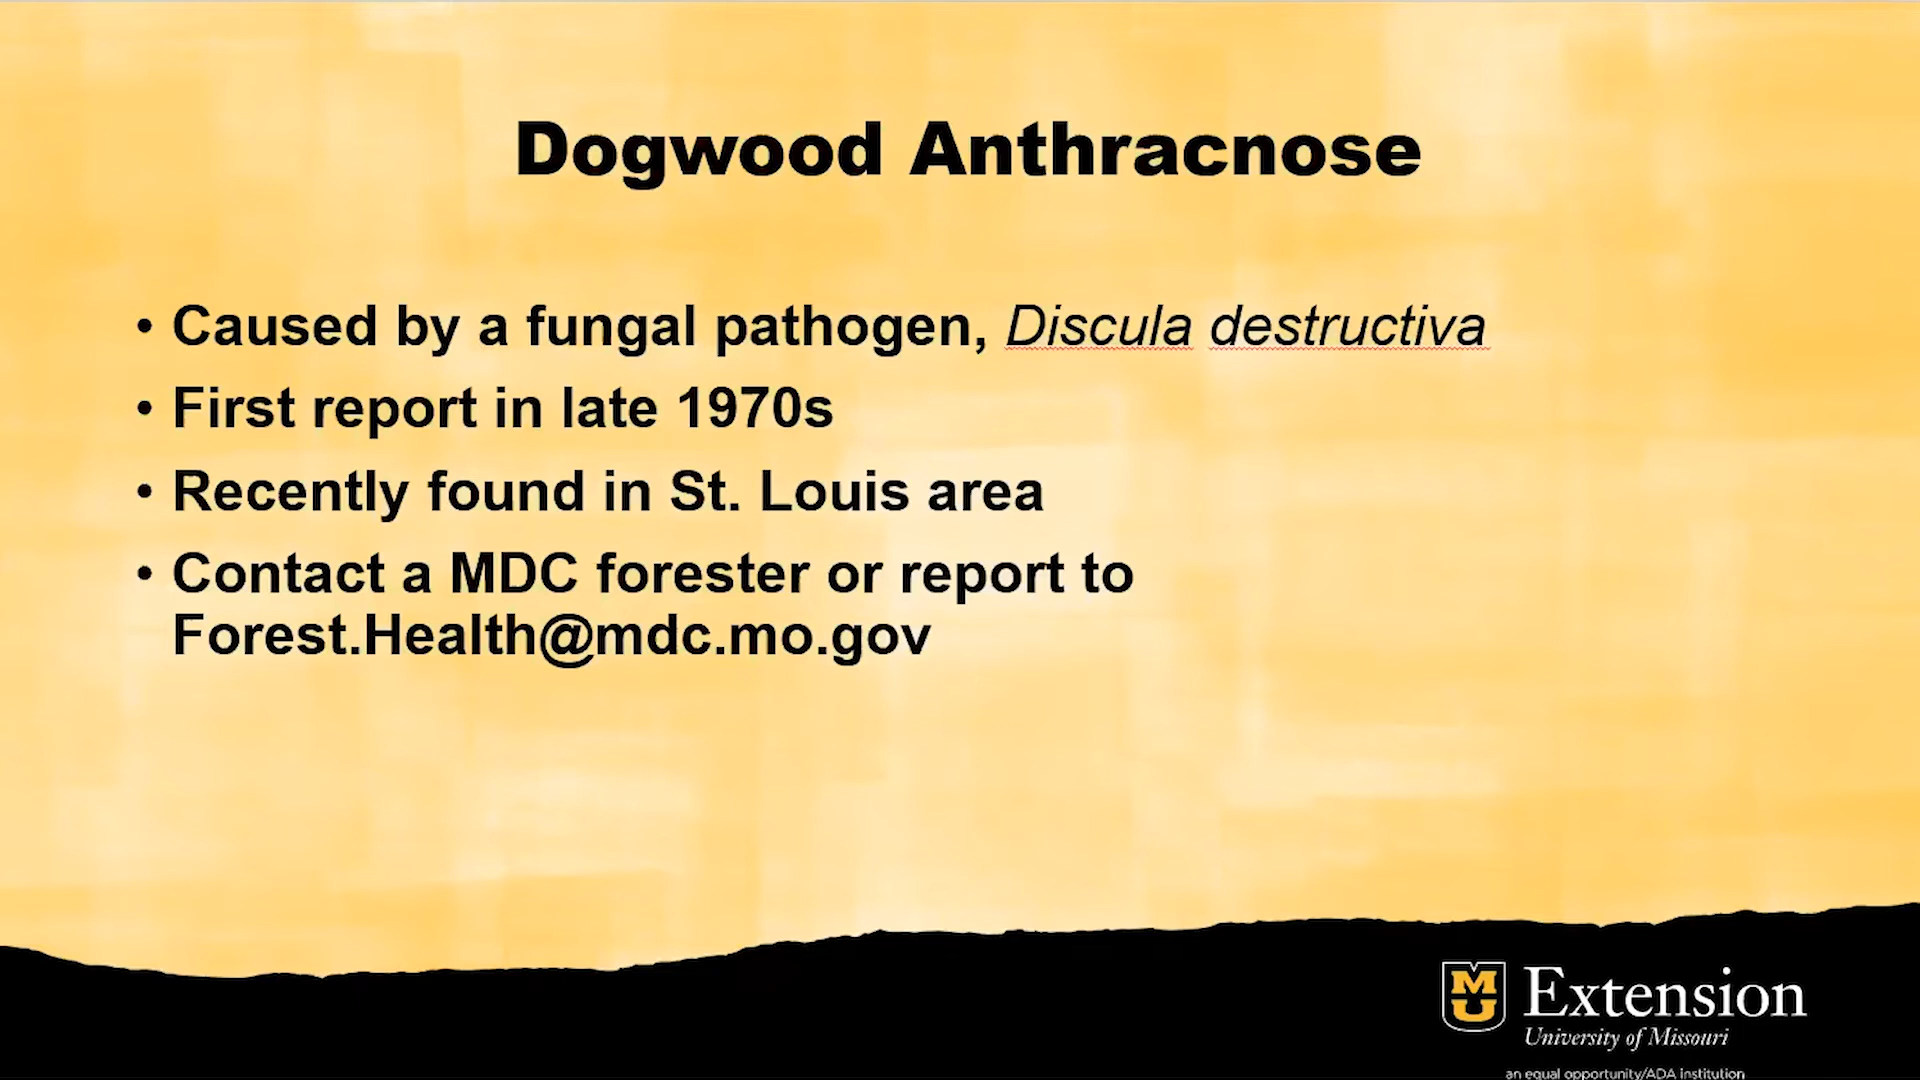 Dogwood Anthracnose
• Caused by a fungal pathogen, Discula destructiva
• First report in late 1970s
• Recently found in St. Louis area
• Contact a MDC forester or report to
Forest.Health@mdc.mo.gov
MU
Extension
University of Missouri
an equal opportunity/ADA institution